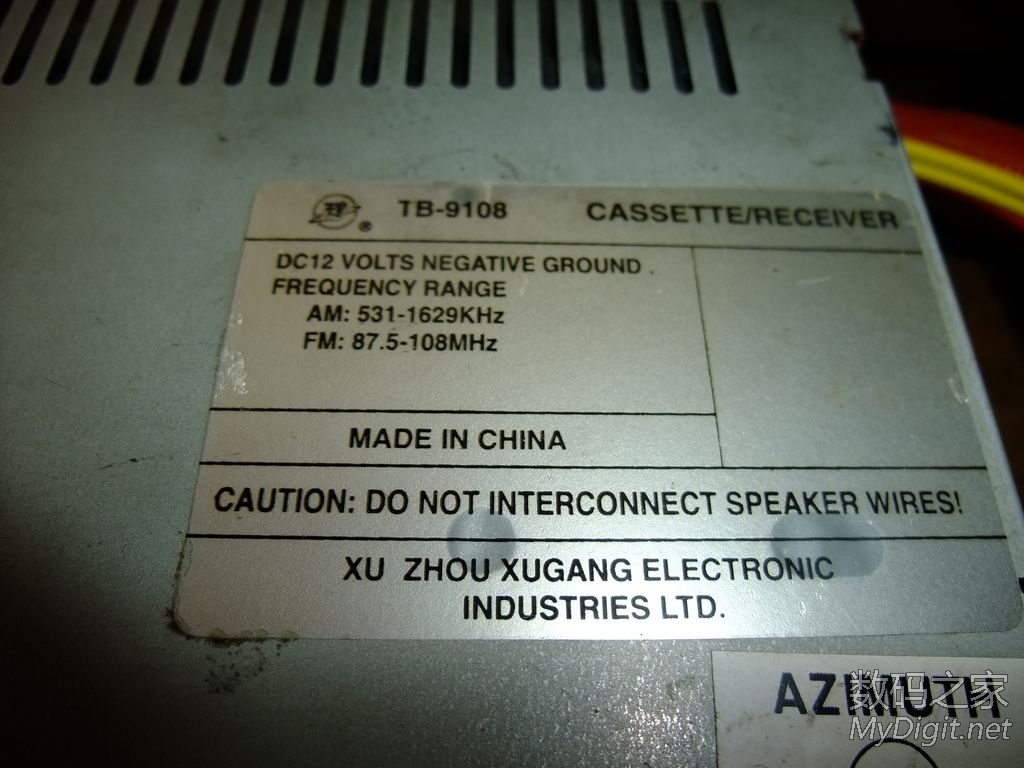 ® TB-9108 CASSETTE/RECEIVER
DC12 VOLTS NEGATIVE GROUND .
FREQUENCY RANGE
AM: 531-1629KHz
FM: 87.5-108MHz
MADE IN CHINA
CAUTION: DO NOT INTERCONNECT SPEAKER WIRES!
XU ZHOU XUGANG ELECTRONIC
INDUSTRIES LTD.
AZIMUTH
数码之家
MyDigit.net